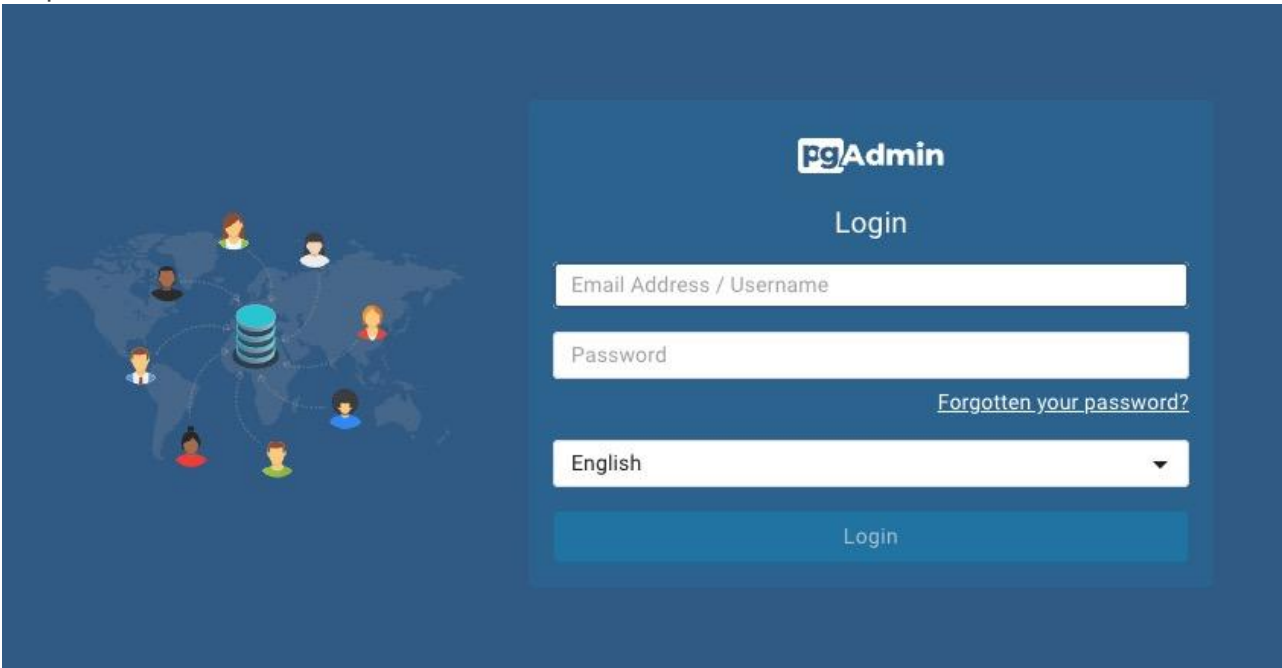 pgAdmin
Login
Email Address / Username
Password
Forgotten your password?
English
Login